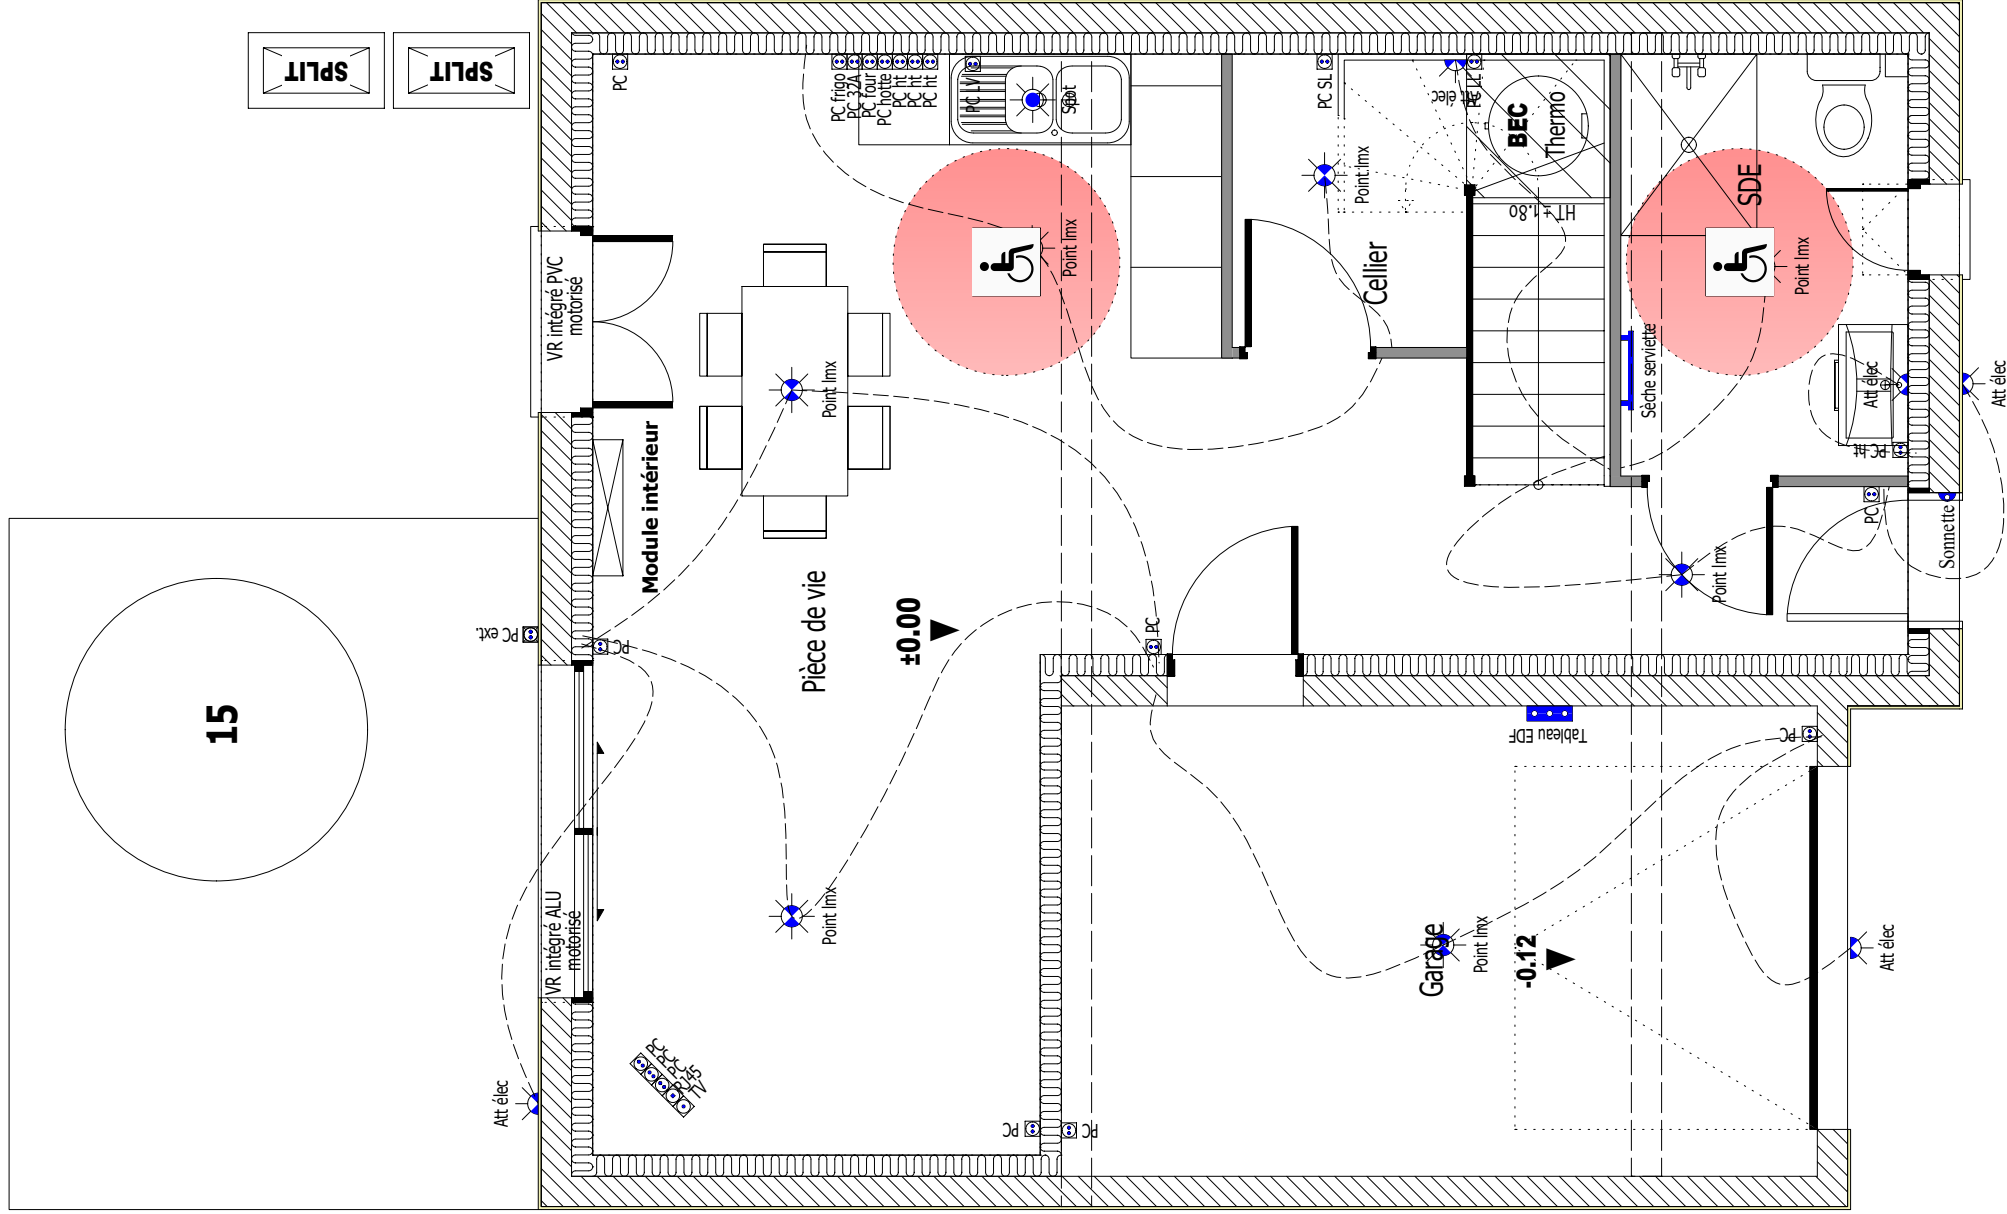 SPLIT
SPLIT
15
PC ext.
Att élec
VR intégré PVC
motorisé
VR intégré ALU
motorisé
Module intérieur
PC
PC
PC
PC
PC
RJ45
TV
Pièce de vie
±0.00
Point lmx
Point lmx
PC frigo
PC 32A
PC four
PC hotte
PC ht
PC ht
PC ht
PC LV
Spot
Point lmx
PC
PC
PC
PC SL
Point lmx
Cellier
Att élec
PC LL
BEC
Thermo
HT = 1.80
SDE
Point lmx
Sèche serviette
Att élec
PC ht
Att élec
PC
Sonnette
Point lmx
Tableau EDF
PC
Garage
Point lmx
-0.12
Att élec